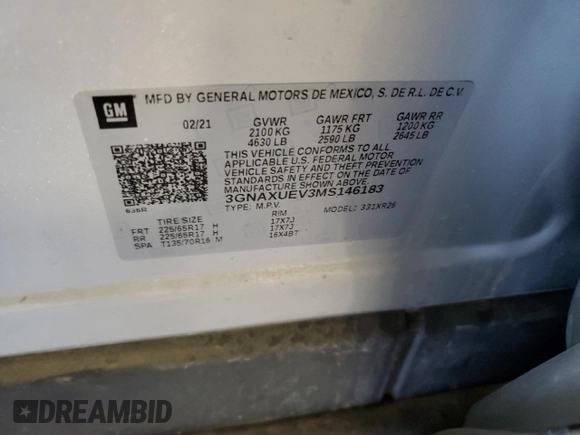 GM
MFD BY GENERAL MOTORS DE MEXICO, S. DE R.L. DE C.V.
02/21 GVWR GAWR FRT GAWR RR
2100 KG 1175 KG 1200 KG
4630 LB 2590 LB 2645 LB
THIS VEHICLE CONFORMS TO ALL
APPLICABLE U.S. FEDERAL MOTOR
VEHICLE SAFETY AND THEFT PREVENTION
STANDARDS IN EFFECT ON THE DATE OF
MANUFACTURE SHOWN ABOVE.
3GNAXUEV3MS146183
TYPE: M.P.V. MODEL: 331XR26
TIRE SIZE RIM
FRT 225/65R17 H 17X7J
RR 225/65R17 H 17X7J
SPA T135/70R16 M 16X4BT
DREAMBID